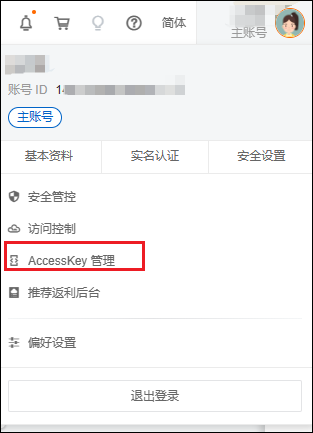 简体
主账号
账号 ID 14
主账号
基本资料 实名认证 安全设置
安全管控
访问控制
AccessKey 管理
推荐返利后台
偏好设置
退出登录